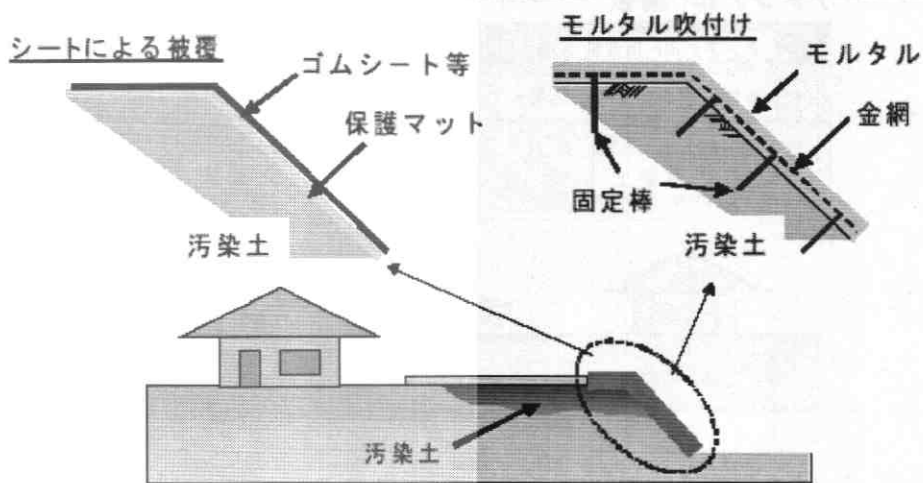 シートによる被覆
ゴムシート等
保護マット
汚染土
モルタル吹付け
モルタル
金網
固定棒
汚染土
汚染土